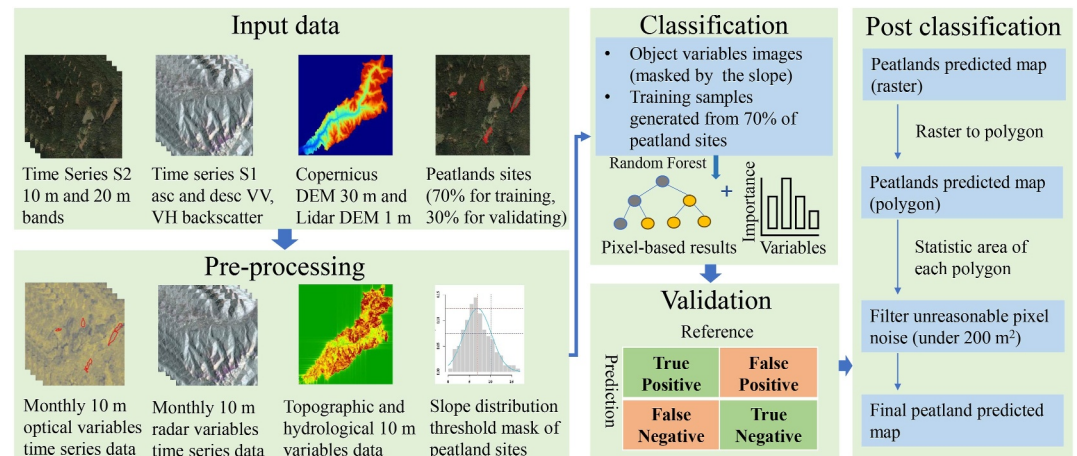 Input data
Time Series S2
10 m and 20 m
bands
Time series S1
asc and desc VV,
VH backscatter
Copernicus
DEM 30 m and
Lidar DEM 1 m
Peatlands sites
(70% for training,
30% for validating)
Pre-processing
Monthly 10 m
optical variables
time series data
Monthly 10 m
radar variables
time series data
Topographic and
hydrological 10 m
variables data
Slope distribution
threshold mask of
peatland sites
Classification
• Object variables images
(masked by the slope)
• Training samples
generated from 70% of
peatland sites
Random Forest
+
Importance
Pixel-based results
Variables
Validation
Reference
Prediction
True
Positive
False
Positive
False
Negative
True
Negative
Post classification
Peatlands predicted map
(raster)
Raster to polygon
Peatlands predicted map
(polygon)
Statistic area of
each polygon
Filter unreasonable pixel
noise (under 200 m²)
Final peatland predicted
map